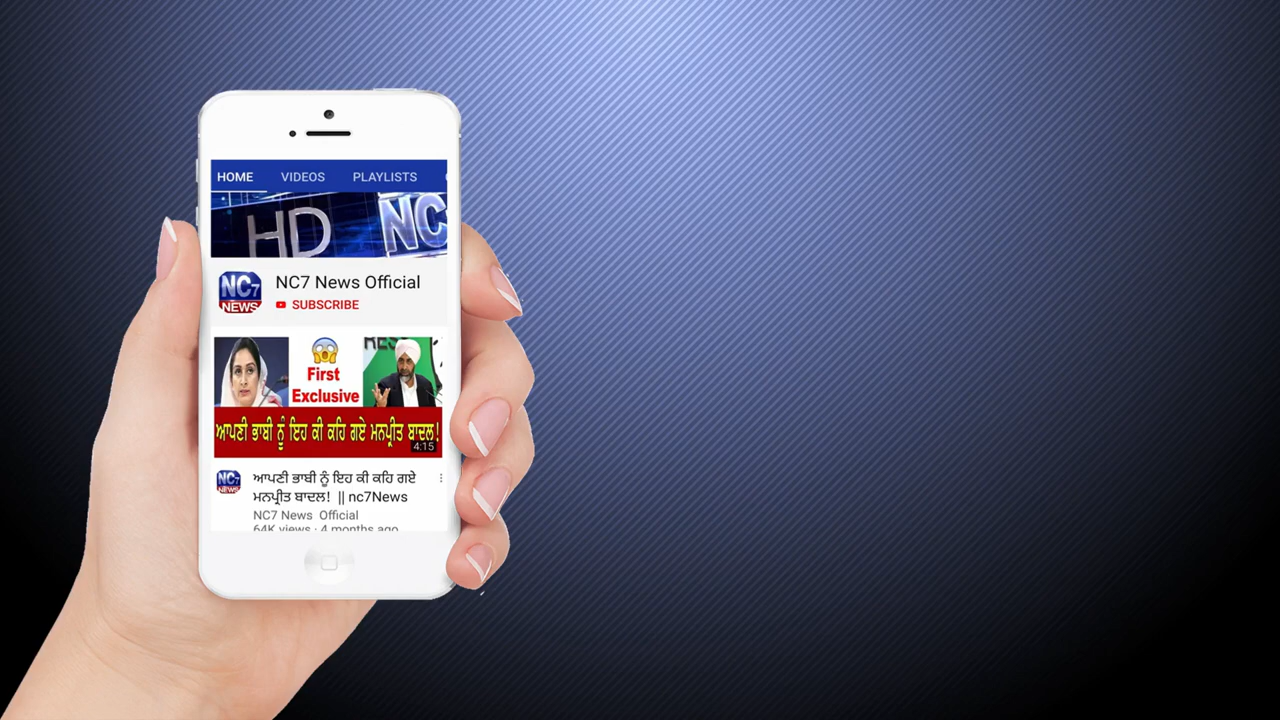 HOME VIDEOS PLAYLISTS
HD NC
NC7 NEWS
NC7 News Official
SUBSCRIBE
First
Exclusive
ਆਪਣੀ ਭਾਬੀ ਨੂੰ ਇਹ ਕੀ ਕਹਿ ਗਏ ਮਨਪ੍ਰੀਤ ਬਾਦਲ!
4:15
NC7 NEWS
ਆਪਣੀ ਭਾਬੀ ਨੂੰ ਇਹ ਕੀ ਕਹਿ ਗਏ
ਮਨਪ੍ਰੀਤ ਬਾਦਲ! || nc7News
NC7 News Official
64K views · 4 months ago